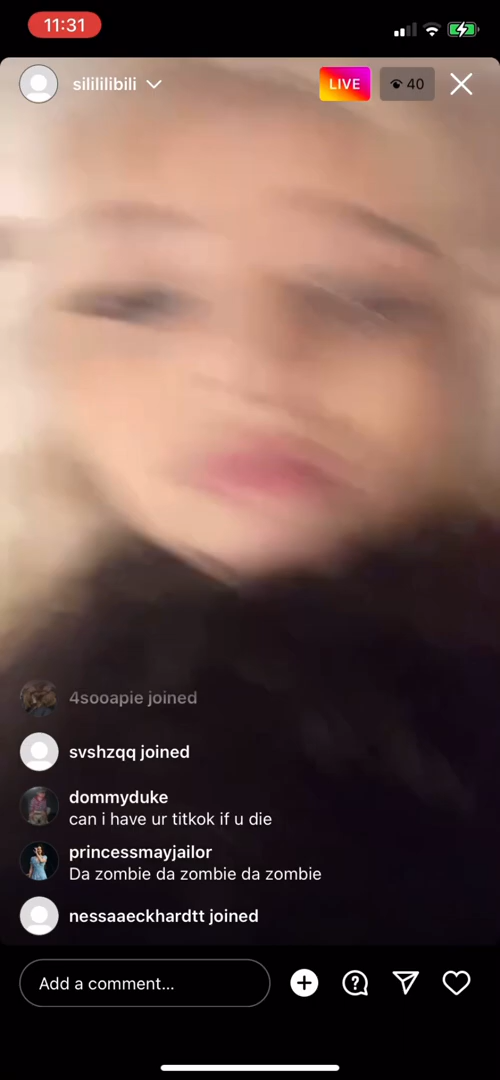 11:31
silililibili
LIVE
40
4sooapie joined
svshzqq joined
dommyduke
can i have ur titkok if u die
princessmayjailor
Da zombie da zombie da zombie
nessaaeckhardtt joined
Add a comment...